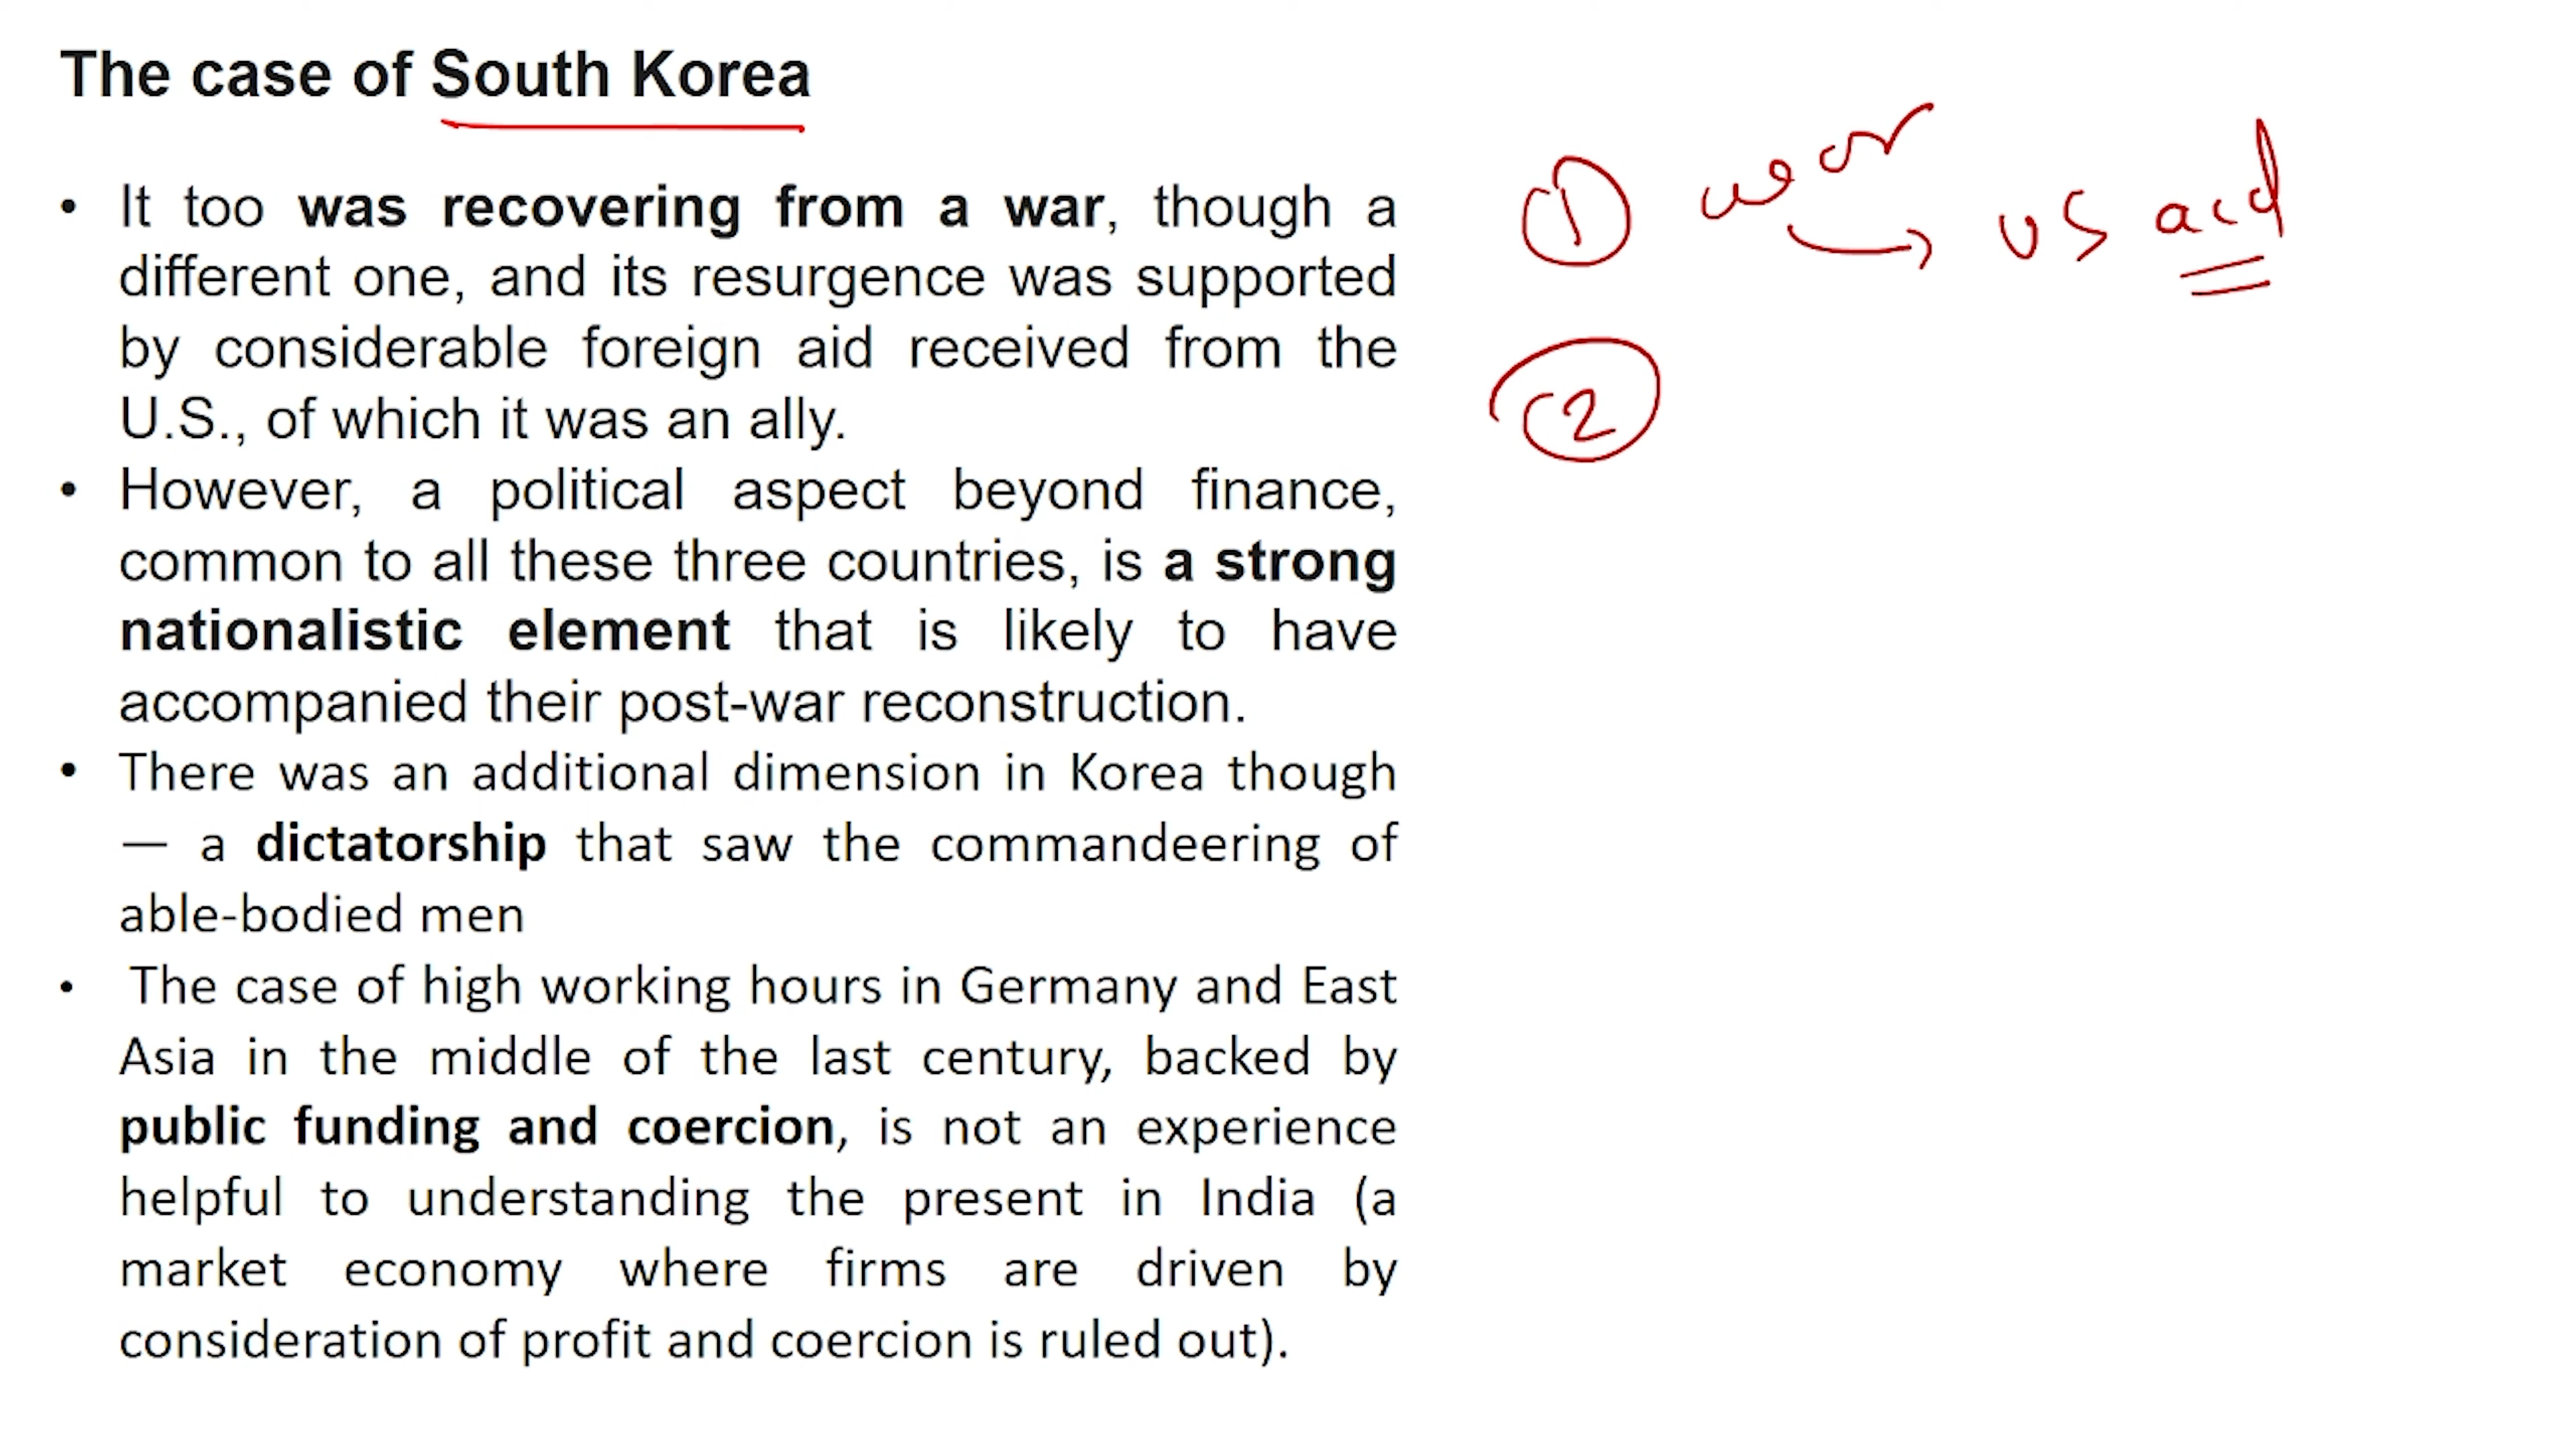 The case of South Korea
• It too was recovering from a war, though a
different one, and its resurgence was supported
by considerable foreign aid received from the
U.S., of which it was an ally.
• However, a political aspect beyond finance,
common to all these three countries, is a strong
nationalistic element that is likely to have
accompanied their post-war reconstruction.
• There was an additional dimension in Korea though
— a dictatorship that saw the commandeering of
able-bodied men
• The case of high working hours in Germany and East
Asia in the middle of the last century, backed by
public funding and coercion, is not an experience
helpful to understanding the present in India (a
market economy where firms are driven by
consideration of profit and coercion is ruled out).
1 war → US aid
2